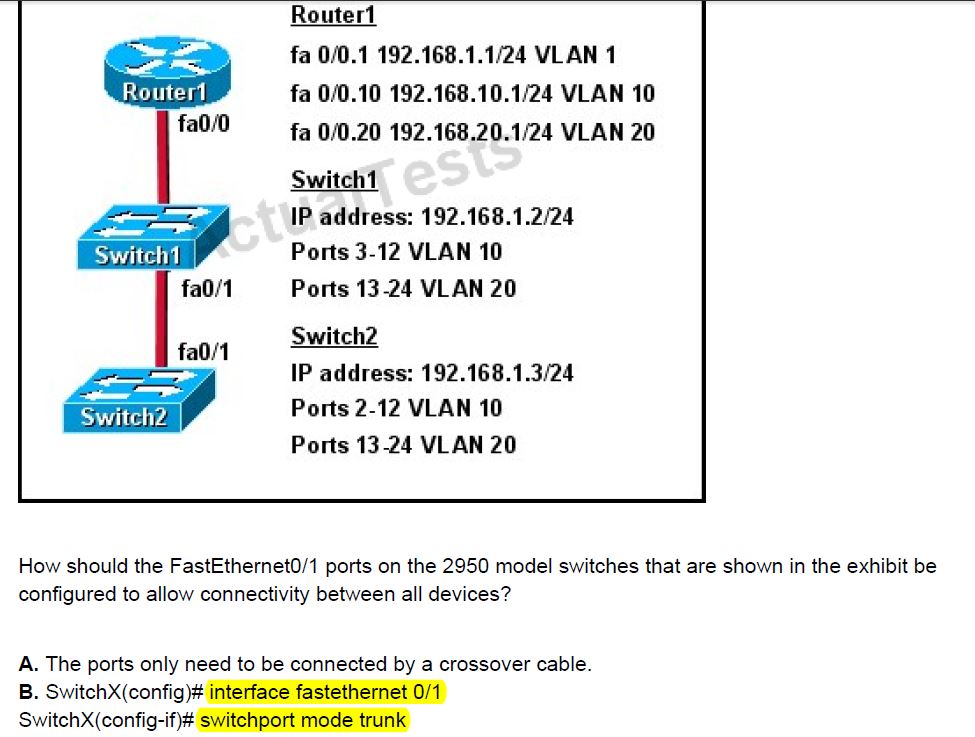 Router1
fa 0/0.1 192.168.1.1/24 VLAN 1
Router1
fa 0/0.10 192.168.10.1/24 VLAN 10
fa0/0
fa 0/0.20 192.168.20.1/24 VLAN 20
ActualTests
Switch1
IP address: 192.168.1.2/24
Switch1
Ports 3-12 VLAN 10
fa0/1
Ports 13-24 VLAN 20
Switch2
fa0/1
IP address: 192.168.1.3/24
Switch2
Ports 2-12 VLAN 10
Ports 13-24 VLAN 20
How should the FastEthernet0/1 ports on the 2950 model switches that are shown in the exhibit be
configured to allow connectivity between all devices?
A. The ports only need to be connected by a crossover cable.
B. SwitchX(config)# interface fastethernet 0/1
SwitchX(config-if)# switchport mode trunk